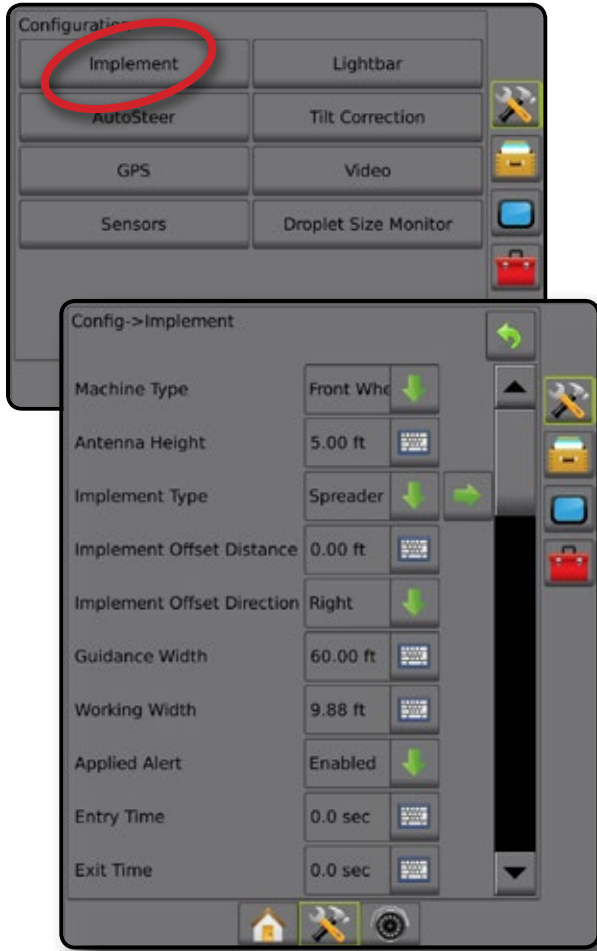 Configuration
Implement Lightbar
AutoSteer Tilt Correction
GPS Video
Sensors Droplet Size Monitor
Config->Implement
Machine Type Front Whe
Antenna Height 5.00 ft
Implement Type Spreader
Implement Offset Distance 0.00 ft
Implement Offset Direction Right
Guidance Width 60.00 ft
Working Width 9.88 ft
Applied Alert Enabled
Entry Time 0.0 sec
Exit Time 0.0 sec